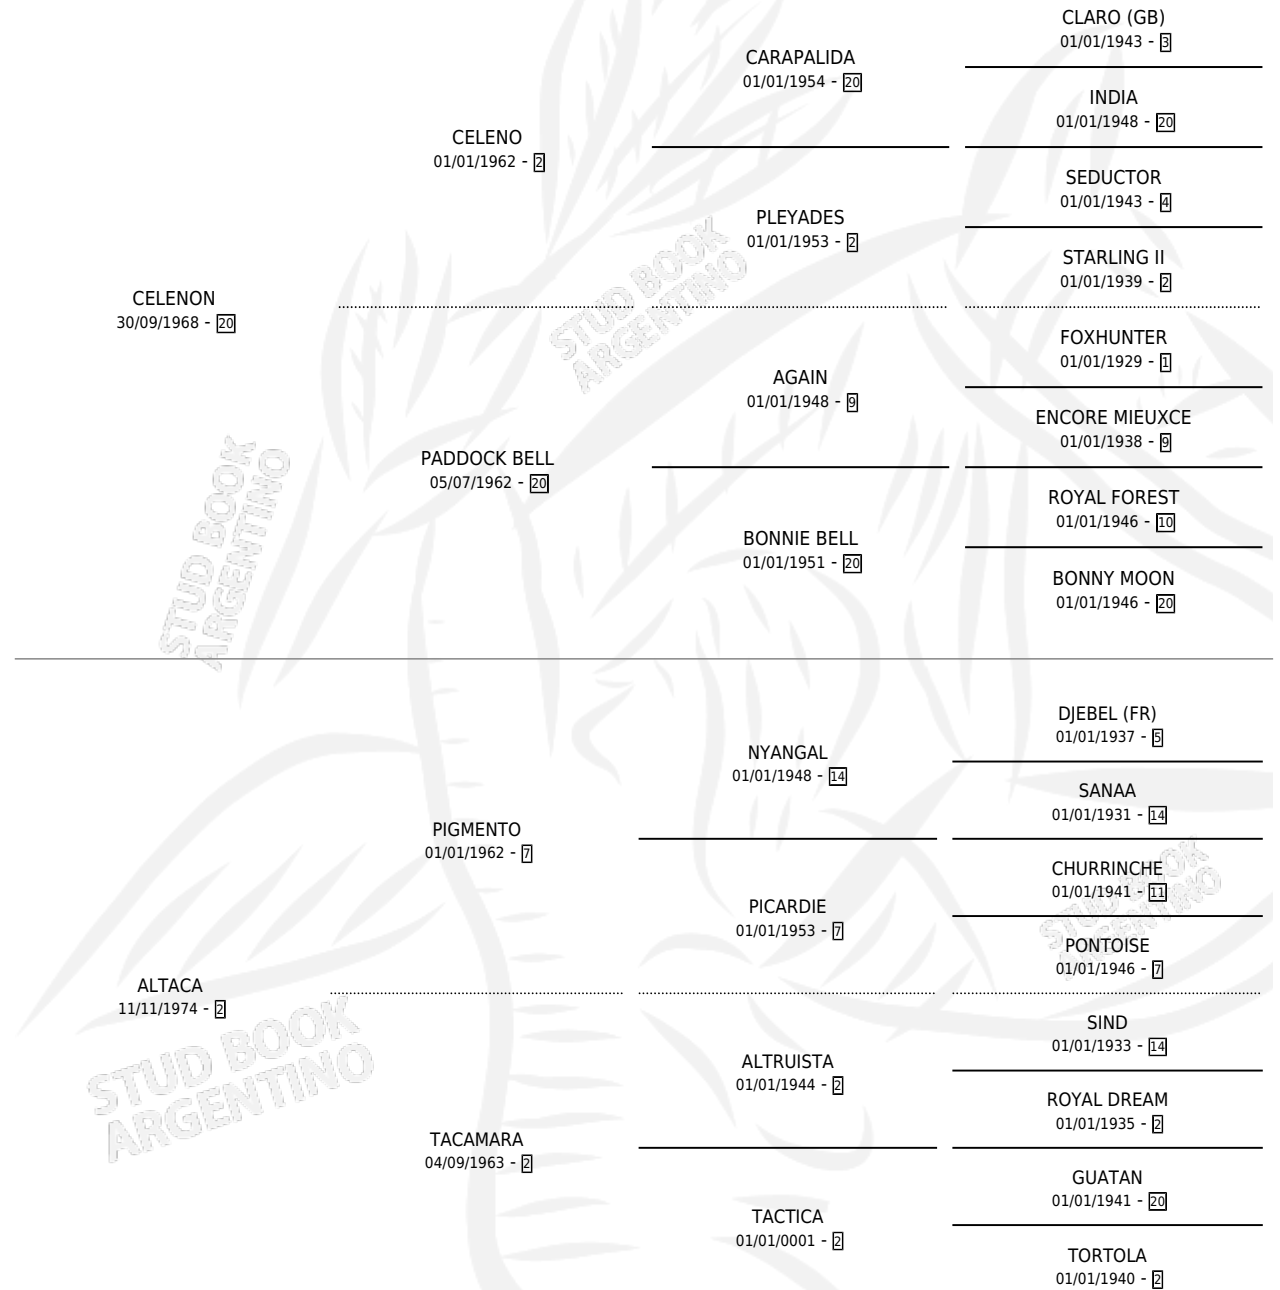 CELENON
30/09/1968 - 20
CELENO
01/01/1962 - 2
CARAPALIDA
01/01/1954 - 20
CLARO (GB)
01/01/1943 - 3
INDIA
01/01/1948 - 20
PLEYADES
01/01/1953 - 2
SEDUCTOR
01/01/1943 - 4
STARLING II
01/01/1939 - 2
PADDOCK BELL
05/07/1962 - 20
AGAIN
01/01/1948 - 9
FOXHUNTER
01/01/1929 - 1
ENCORE MIEUXCE
01/01/1938 - 9
BONNIE BELL
01/01/1951 - 20
ROYAL FOREST
01/01/1946 - 10
BONNY MOON
01/01/1946 - 20
ALTACA
11/11/1974 - 2
PIGMENTO
01/01/1962 - 7
NYANGAL
01/01/1948 - 14
DJEBEL (FR)
01/01/1937 - 5
SANAA
01/01/1931 - 14
PICARDIE
01/01/1953 - 7
CHURRINCHE
01/01/1941 - 11
PONTOISE
01/01/1946 - 7
TACAMARA
04/09/1963 - 2
ALTRUISTA
01/01/1944 - 2
SIND
01/01/1933 - 14
ROYAL DREAM
01/01/1935 - 2
TACTICA
01/01/0001 - 2
GUATAN
01/01/1941 - 20
TORTOLA
01/01/1940 - 2
STUD BOOK
ARGENTINO
STUD BOOK
ARGENTINO
STUD BOOK
ARGENTINO
STUD BOOK
ARGENTINO